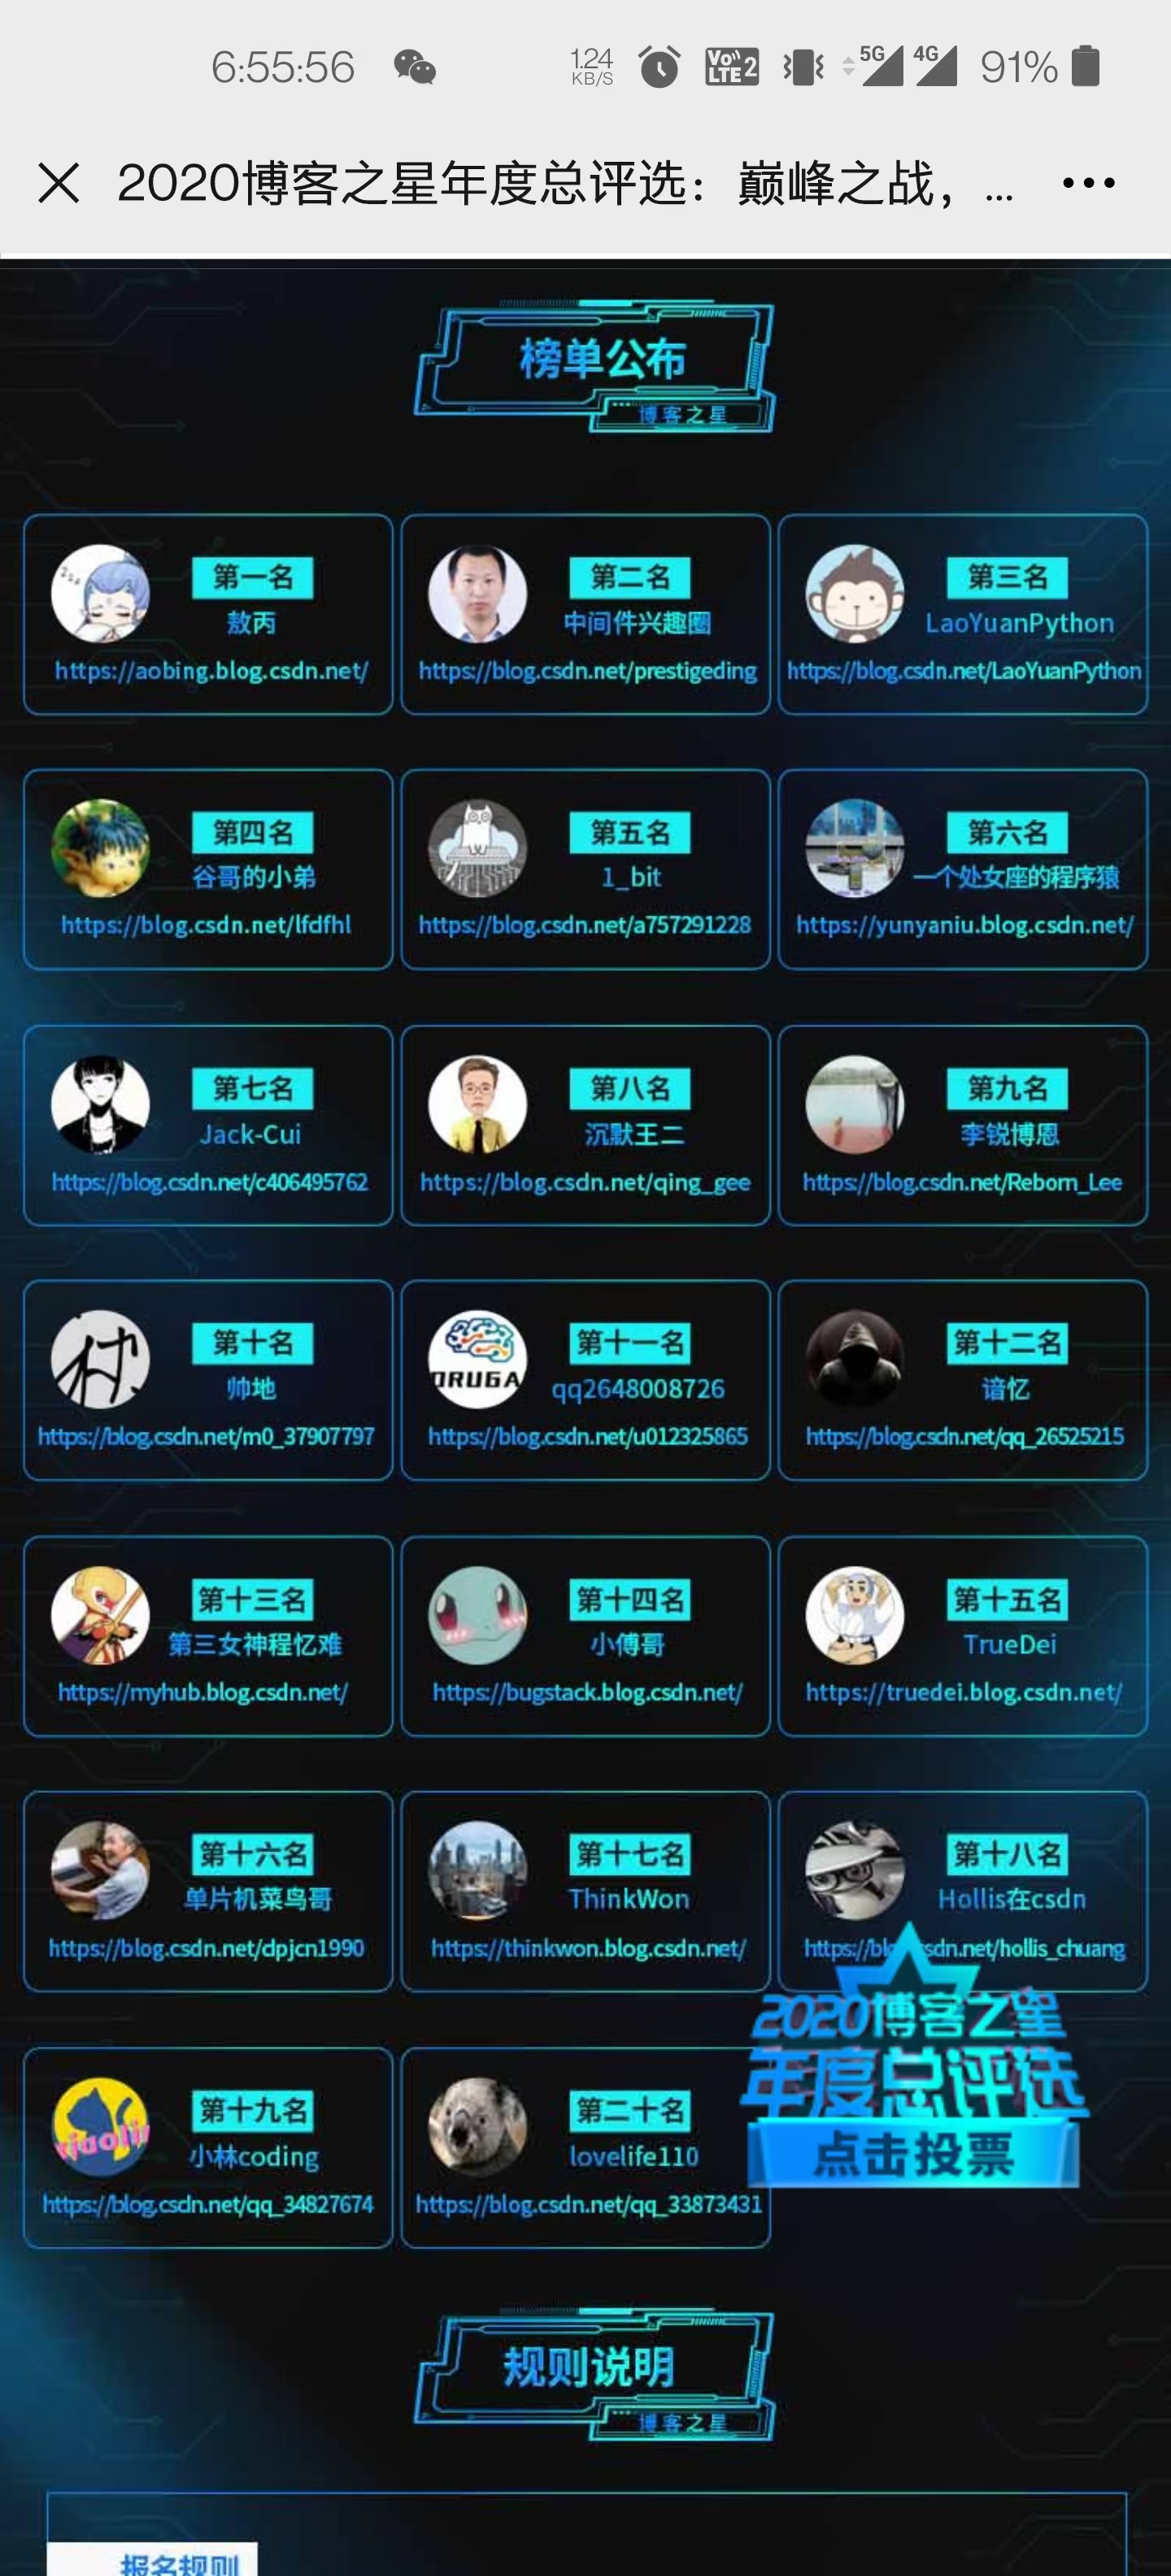 6:55:56
1.24 KB/S
Vo)) LTE 2
5G
4G
91%
2020博客之星年度总评选：巅峰之战，...
榜单公布
博客之星
第一名
敖丙
https://aobing.blog.csdn.net/
第二名
中间件兴趣圈
https://blog.csdn.net/prestigeding
第三名
LaoYuanPython
https://blog.csdn.net/LaoYuanPython
第四名
谷哥的小弟
https://blog.csdn.net/lfdfhl
第五名
1_bit
https://blog.csdn.net/a757291228
第六名
一个处女座的程序猿
https://yunyaniu.blog.csdn.net/
第七名
Jack-Cui
https://blog.csdn.net/c406495762
第八名
沉默王二
https://blog.csdn.net/qing_gee
第九名
李锐博恩
https://blog.csdn.net/Reborn_Lee
第十名
帅地
https://blog.csdn.net/m0_37907797
ORUGA
第十一名
qq2648008726
https://blog.csdn.net/u012325865
第十二名
谙忆
https://blog.csdn.net/qq_26525215
第十三名
第三女神程忆难
https://myhub.blog.csdn.net/
第十四名
小傅哥
https://bugstack.blog.csdn.net/
第十五名
TrueDei
https://truedei.blog.csdn.net/
第十六名
单片机菜鸟哥
https://blog.csdn.net/dpjcn1990
第十七名
ThinkWon
https://thinkwon.blog.csdn.net/
第十八名
Hollis在csdn
https://blog.csdn.net/hollis_chuang
xiaolin
第十九名
小林coding
https://blog.csdn.net/qq_34827674
第二十名
lovelife110
https://blog.csdn.net/qq_33873431
2020博客之星
年度总评选
点击投票
规则说明
博客之星
报名规则